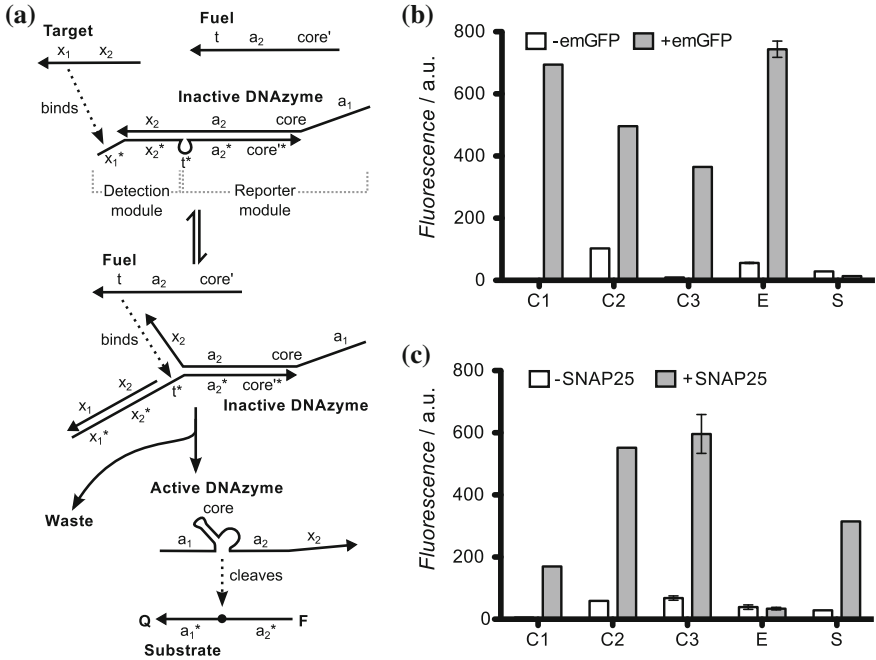 (a)
Target
x1 x2
Fuel
t a2 core'
binds
Inactive DNAzyme
a1
x2 a2 core
x1* x2* t* a2* core'*
Detection module
Reporter module
Fuel
t a2 core'
binds
x2
a2 core
a1
x1 x2
x1* x2*
t* a2* core'*
Inactive DNAzyme
Waste
Active DNAzyme
core
a1 a2 x2
cleaves
Q F
a1* a2*
Substrate
(b)
-emGFP +emGFP
Fluorescence / a.u.
800
600
400
200
0
C1 C2 C3 E S
(c)
-SNAP25 +SNAP25
Fluorescence / a.u.
800
600
400
200
0
C1 C2 C3 E S